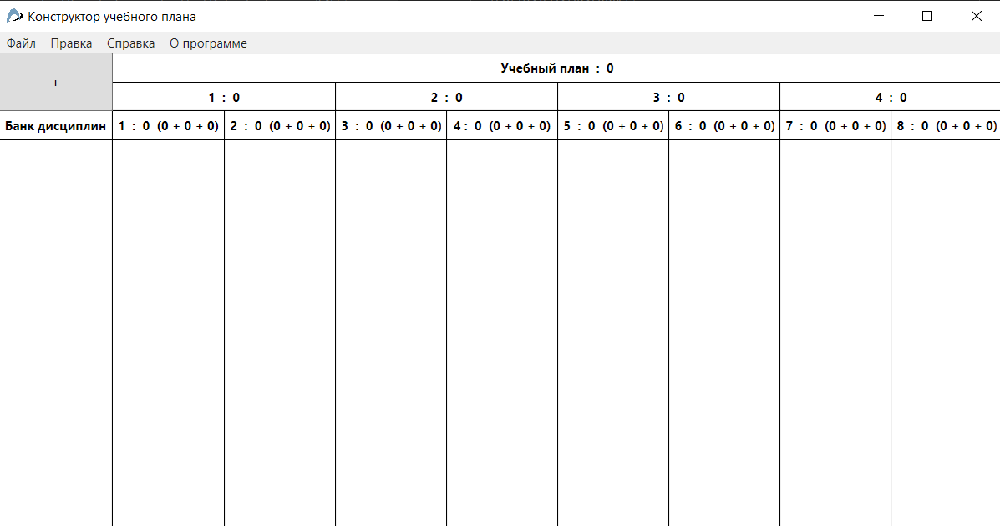 Конструктор учебного плана
Файл Правка Справка О программе
+
Учебный план : 0
1 : 0 2 : 0 3 : 0 4 : 0
Банк дисциплин 1 : 0 (0 + 0 + 0) 2 : 0 (0 + 0 + 0) 3 : 0 (0 + 0 + 0) 4 : 0 (0 + 0 + 0) 5 : 0 (0 + 0 + 0) 6 : 0 (0 + 0 + 0) 7 : 0 (0 + 0 + 0) 8 : 0 (0 + 0 + 0)